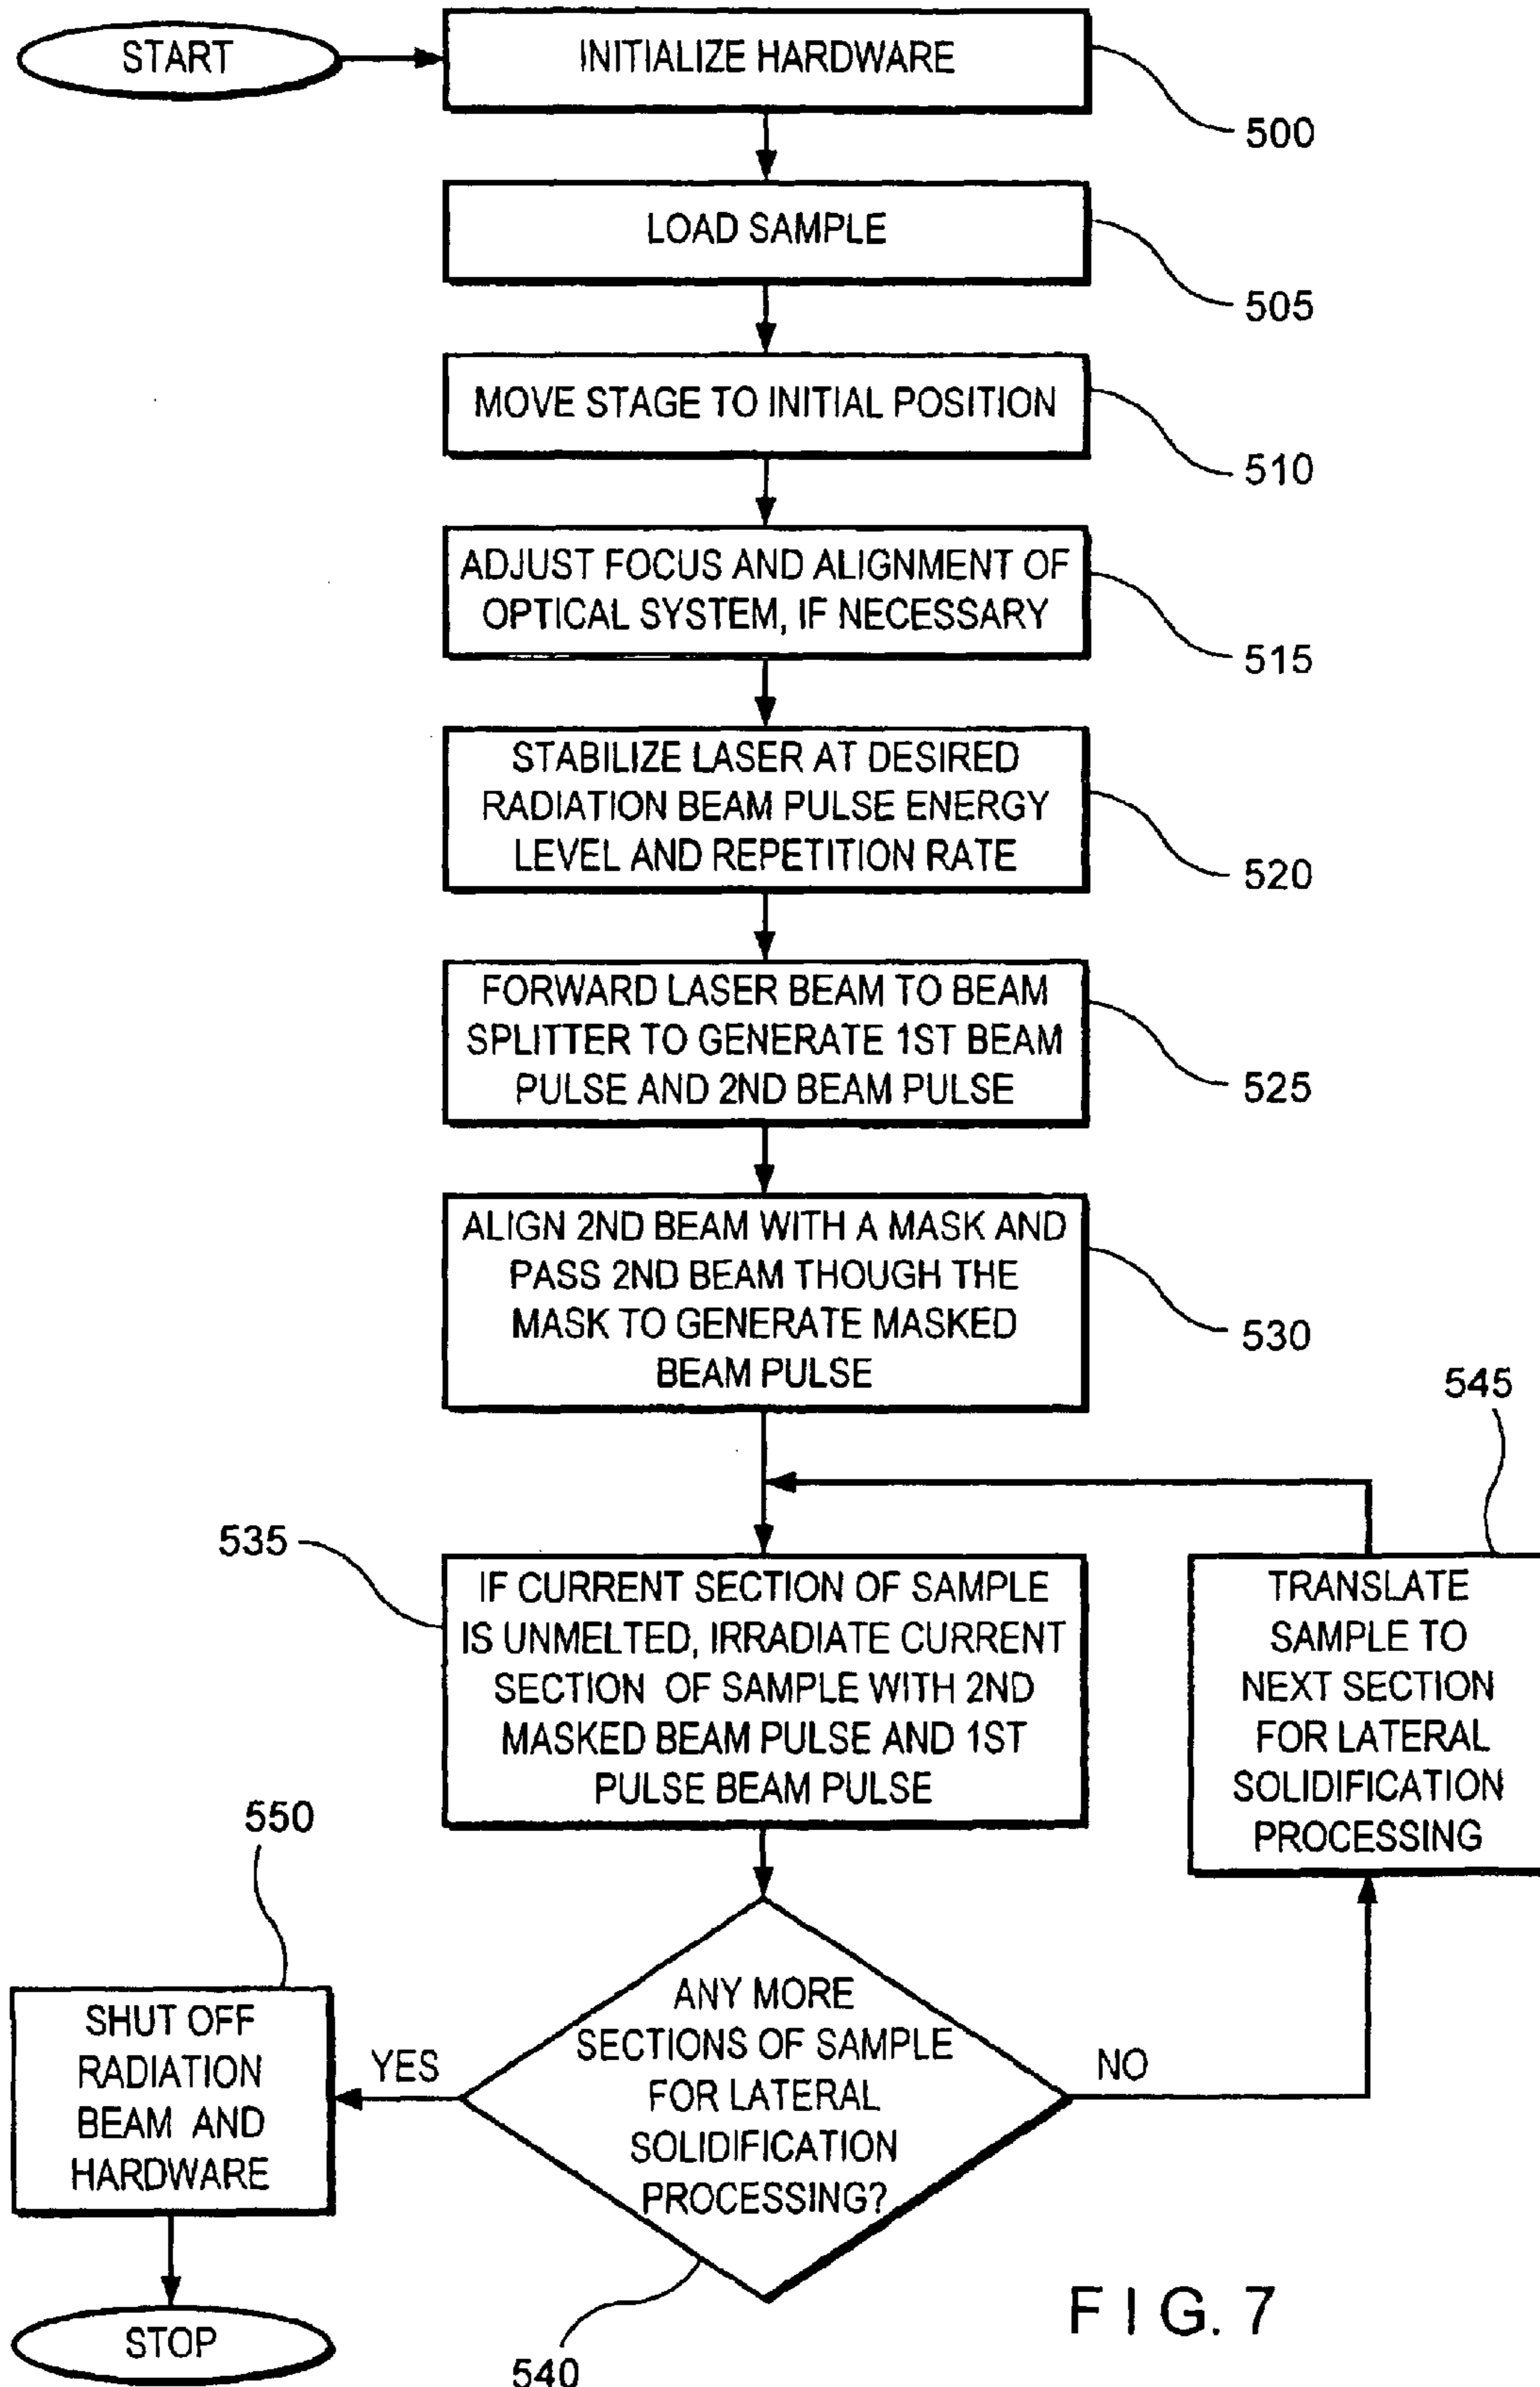 START
INITIALIZE HARDWARE
500
LOAD SAMPLE
505
MOVE STAGE TO INITIAL POSITION
510
ADJUST FOCUS AND ALIGNMENT OF
OPTICAL SYSTEM, IF NECESSARY
515
STABILIZE LASER AT DESIRED
RADIATION BEAM PULSE ENERGY
LEVEL AND REPETITION RATE
520
FORWARD LASER BEAM TO BEAM
SPLITTER TO GENERATE 1ST BEAM
PULSE AND 2ND BEAM PULSE
525
ALIGN 2ND BEAM WITH A MASK AND
PASS 2ND BEAM THOUGH THE
MASK TO GENERATE MASKED
BEAM PULSE
530
535
IF CURRENT SECTION OF SAMPLE
IS UNMELTED, IRRADIATE CURRENT
SECTION OF SAMPLE WITH 2ND
MASKED BEAM PULSE AND 1ST
PULSE BEAM PULSE
545
TRANSLATE
SAMPLE TO
NEXT SECTION
FOR LATERAL
SOLIDIFICATION
PROCESSING
550
SHUT OFF
RADIATION
BEAM AND
HARDWARE
YES
ANY MORE
SECTIONS OF SAMPLE
FOR LATERAL
SOLIDIFICATION
PROCESSING?
NO
540
STOP
FIG. 7